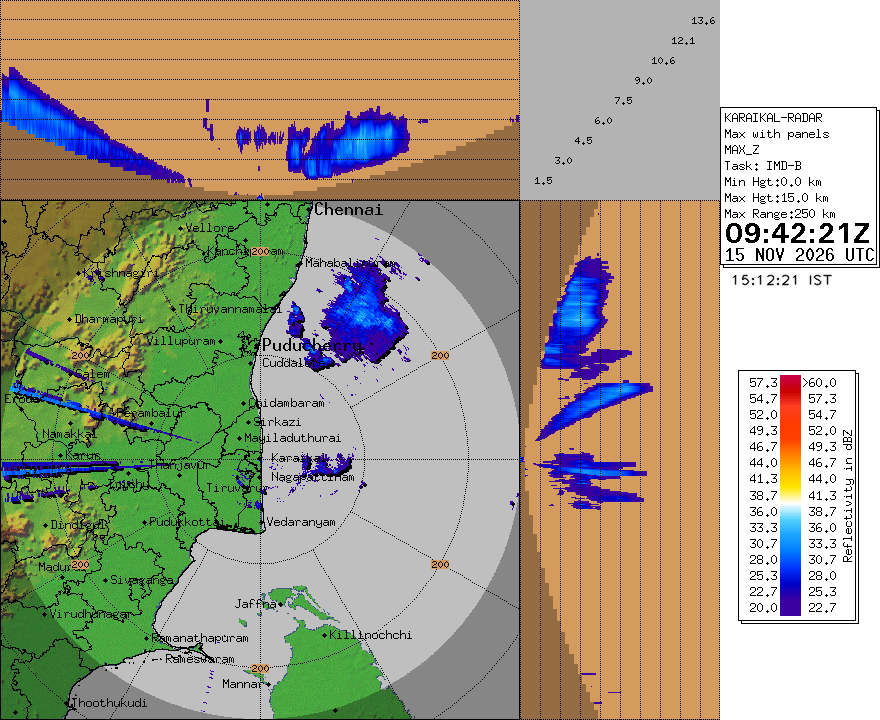 13.6
12.1
10.6
9.0
7.5
6.0
4.5
3.0
1.5
KARAIKAL-RADAR
Max with panels
MAX_Z
Task: IMD-B
Min Hgt:0.0 km
Max Hgt:15.0 km
Max Range:250 km
09:42:21Z
15 NOV 2026 UTC
15:12:21 IST
Chennai
Vellore
200
Mahabalipuram
Krishnagiri
Thiruvannamalai
Dharmapuri
Villupuram
Puducherry
200
200
Cuddalo
Salem
Chidambaram
Perambalur
Sirkazi
Namakkal
Mayiladuthurai
Karur
Karaikal
Thanjavur
Nagapattinam
Tiruvarur
Pudukkottai
Vedaranyam
Dindigul
200
200
Madurai
Sivaganga
Jaffna
Virudhunagar
Ramanathapuram
Killinochchi
Rameswaram
200
Mannar
Thoothukudi
57.3 >60.0
54.7 57.3
52.0 54.7
49.3 52.0
46.7 49.3
44.0 46.7
41.3 44.0
38.7 41.3
36.0 38.7
33.3 36.0
30.7 33.3
28.0 30.7
25.3 28.0
22.7 25.3
20.0 22.7
Reflectivity in dBZ